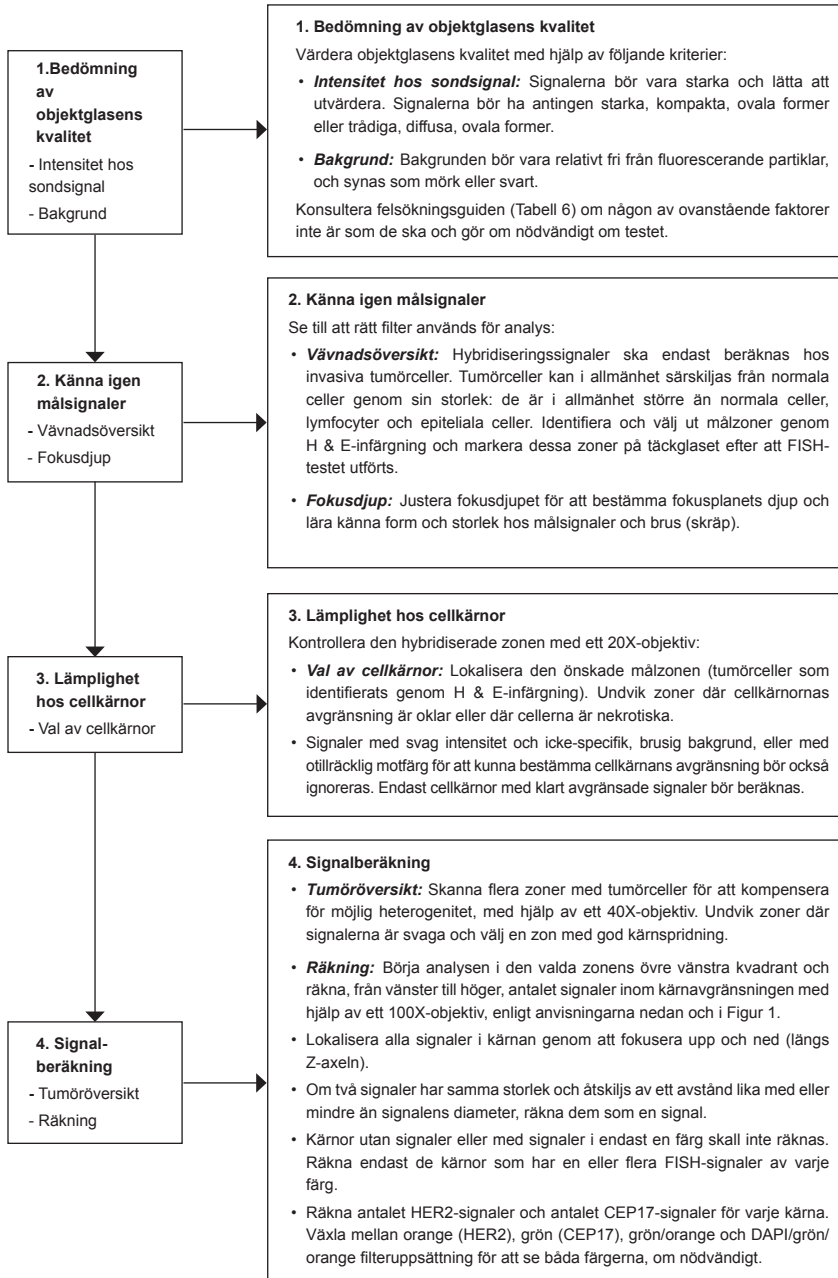 1.Bedömning
av
objektglasens
kvalitet
- Intensitet hos
sondsignal
- Bakgrund
1. Bedömning av objektglasens kvalitet
Värdera objektglasens kvalitet med hjälp av följande kriterier:
• Intensitet hos sondsignal: Signalerna bör vara starka och lätta att
utvärdera. Signalerna bör ha antingen starka, kompakta, ovala former
eller trådiga, diffusa, ovala former.
• Bakgrund: Bakgrunden bör vara relativt fri från fluorescerande partiklar,
och synas som mörk eller svart.
Konsultera felsökningsguiden (Tabell 6) om någon av ovanstående faktorer
inte är som de ska och gör om nödvändigt om testet.
2. Känna igen
målsignaler
- Vävnadsöversikt
- Fokusdjup
2. Känna igen målsignaler
Se till att rätt filter används för analys:
• Vävnadsöversikt: Hybridiseringssignaler ska endast beräknas hos
invasiva tumörceller. Tumörceller kan i allmänhet särskiljas från normala
celler genom sin storlek: de är i allmänhet större än normala celler,
lymfocyter och epiteliala celler. Identifiera och välj ut målzoner genom
H & E-infärgning och markera dessa zoner på täckglaset efter att FISH-
testet utförts.
• Fokusdjup: Justera fokusdjupet för att bestämma fokusplanets djup och
lära känna form och storlek hos målsignaler och brus (skräp).
3. Lämplighet
hos cellkärnor
- Val av cellkärnor
3. Lämplighet hos cellkärnor
Kontrollera den hybridiserade zonen med ett 20X-objektiv:
• Val av cellkärnor: Lokalisera den önskade målzonen (tumörceller som
identifierats genom H & E-infärgning). Undvik zoner där cellkärnornas
avgränsning är oklar eller där cellerna är nekrotiska.
• Signaler med svag intensitet och icke-specifik, brusig bakgrund, eller med
otillräcklig motfärg för att kunna bestämma cellkärnans avgränsning bör också
ignoreras. Endast cellkärnor med klart avgränsade signaler bör beräknas.
4. Signal-
beräkning
- Tumöröversikt
- Räkning
4. Signalberäkning
• Tumöröversikt: Skanna flera zoner med tumörceller för att kompensera
för möjlig heterogenitet, med hjälp av ett 40X-objektiv. Undvik zoner där
signalerna är svaga och välj en zon med god kärnspridning.
• Räkning: Börja analysen i den valda zonens övre vänstra kvadrant och
räkna, från vänster till höger, antalet signaler inom kärnavgränsningen med
hjälp av ett 100X-objektiv, enligt anvisningarna nedan och i Figur 1.
• Lokalisera alla signaler i kärnan genom att fokusera upp och ned (längs
Z-axeln).
• Om två signaler har samma storlek och åtskiljs av ett avstånd lika med eller
mindre än signalens diameter, räkna dem som en signal.
• Kärnor utan signaler eller med signaler i endast en färg skall inte räknas.
Räkna endast de kärnor som har en eller flera FISH-signaler av varje
färg.
• Räkna antalet HER2-signaler och antalet CEP17-signaler för varje kärna.
Växla mellan orange (HER2), grön (CEP17), grön/orange och DAPI/grön/
orange filteruppsättning för att se båda färgerna, om nödvändigt.